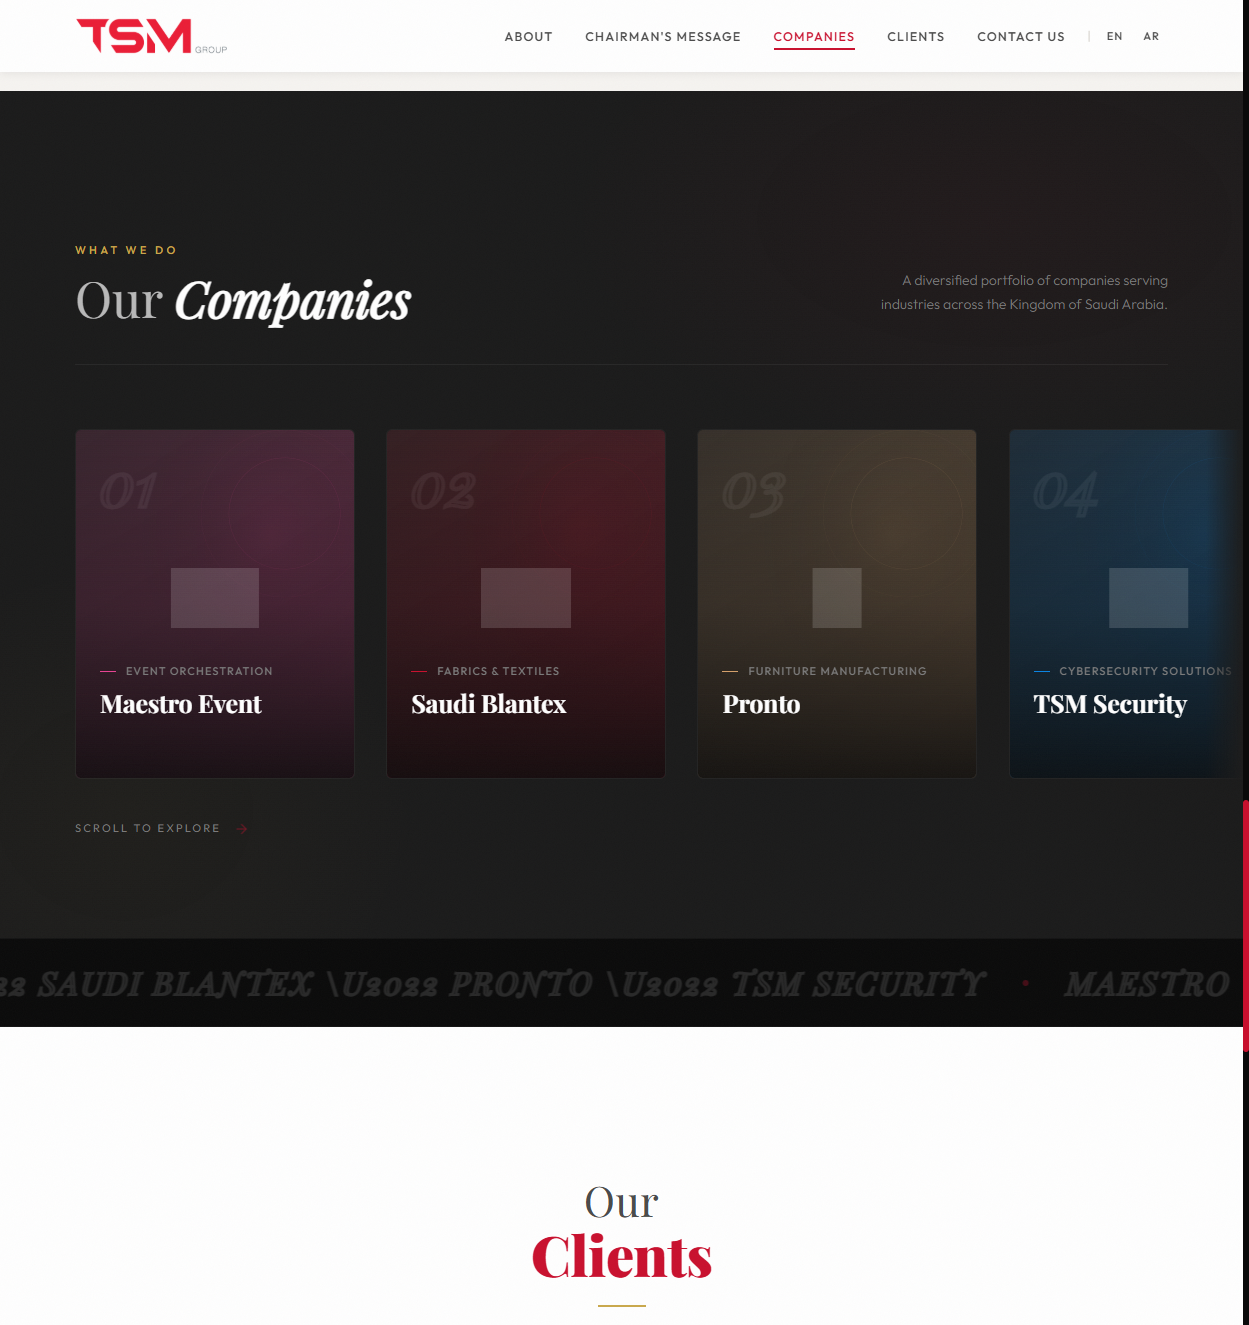 TSM GROUP
ABOUT CHAIRMAN'S MESSAGE COMPANIES CLIENTS CONTACT US | EN AR
WHAT WE DO
Our Companies
A diversified portfolio of companies serving
industries across the Kingdom of Saudi Arabia.
01
EVENT ORCHESTRATION
Maestro Event
02
FABRICS & TEXTILES
Saudi Blantex
03
FURNITURE MANUFACTURING
Pronto
04
CYBERSECURITY SOLUTIONS
TSM Security
SCROLL TO EXPLORE →
22 SAUDI BLANTEX \U2022 PRONTO \U2022 TSM SECURITY • MAESTRO
Our
Clients